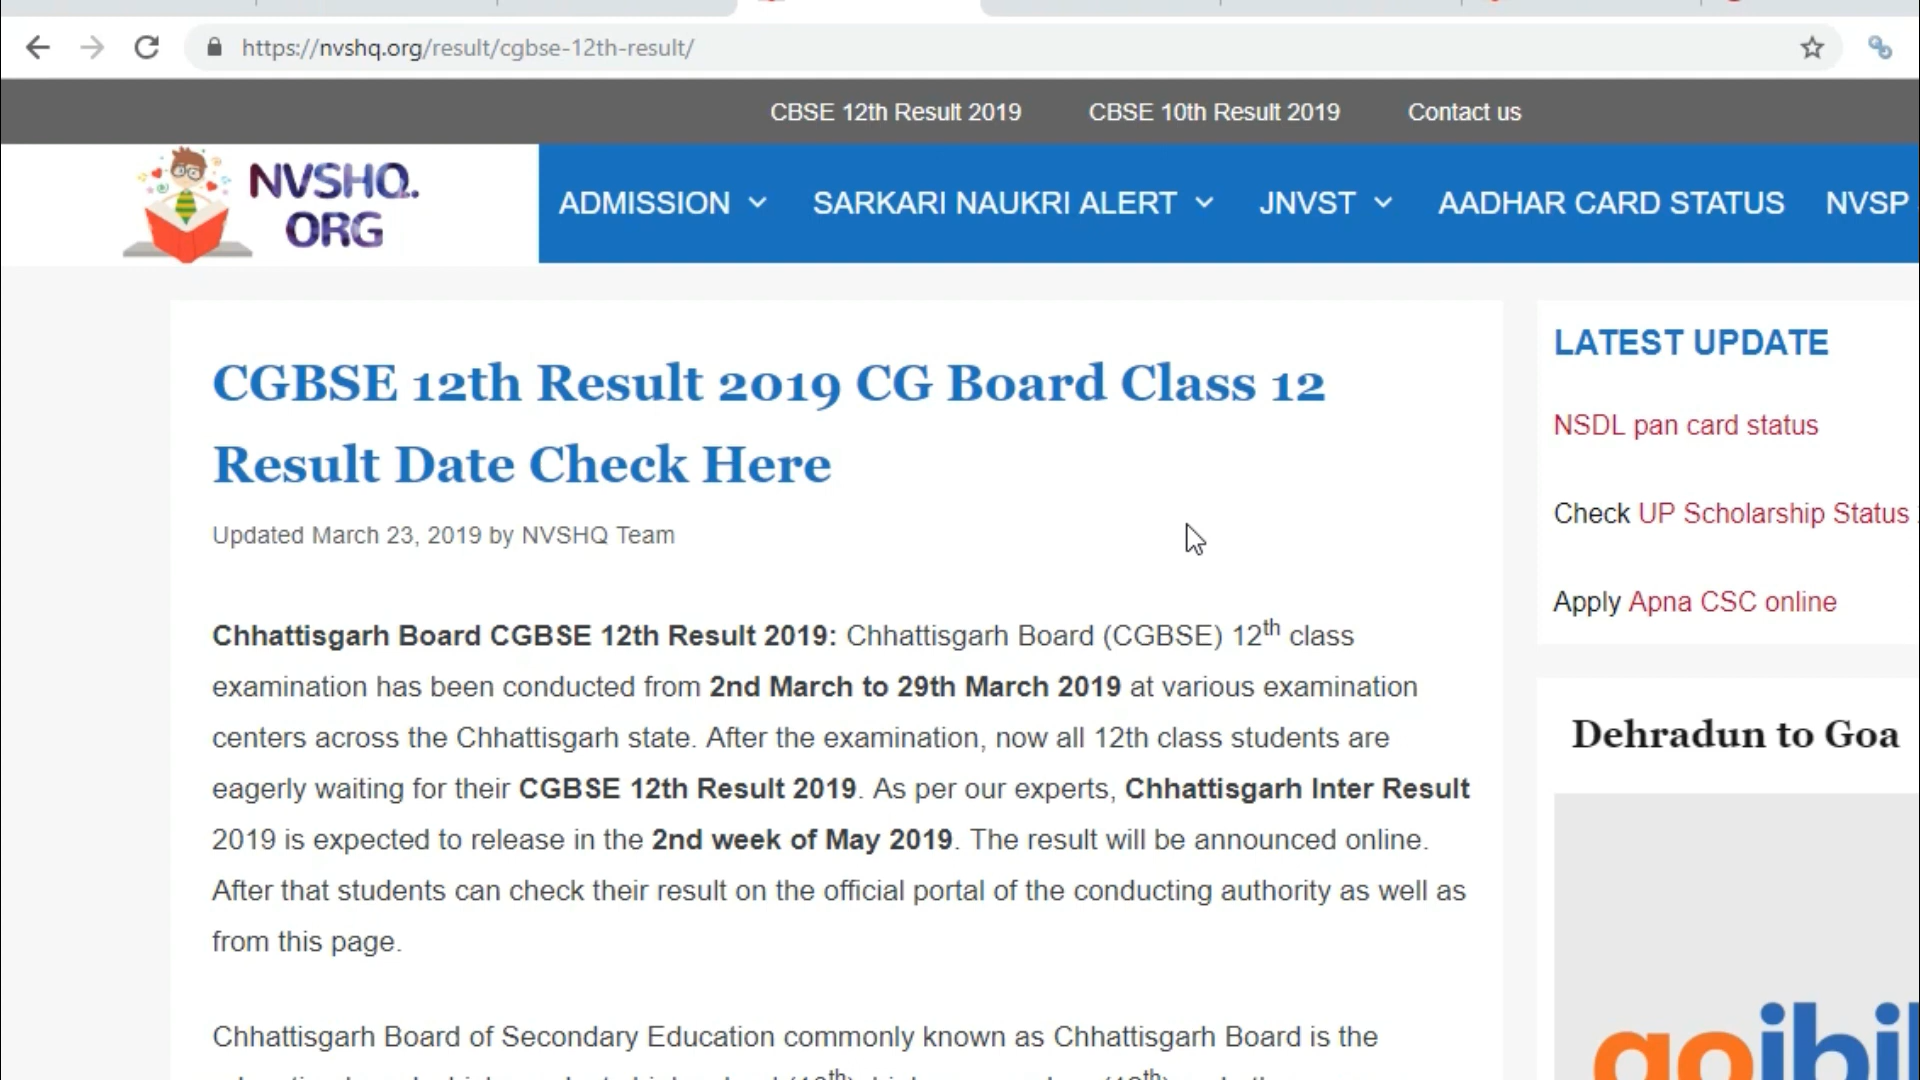 https://nvshq.org/result/cgbse-12th-result/
CBSE 12th Result 2019 CBSE 10th Result 2019 Contact us
NVSHQ.
ORG
ADMISSION SARKARI NAUKRI ALERT JNVST AADHAR CARD STATUS NVSP
CGBSE 12th Result 2019 CG Board Class 12
Result Date Check Here
Updated March 23, 2019 by NVSHQ Team
Chhattisgarh Board CGBSE 12th Result 2019: Chhattisgarh Board (CGBSE) 12th class
examination has been conducted from 2nd March to 29th March 2019 at various examination
centers across the Chhattisgarh state. After the examination, now all 12th class students are
eagerly waiting for their CGBSE 12th Result 2019. As per our experts, Chhattisgarh Inter Result
2019 is expected to release in the 2nd week of May 2019. The result will be announced online.
After that students can check their result on the official portal of the conducting authority as well as
from this page.
Chhattisgarh Board of Secondary Education commonly known as Chhattisgarh Board is the
LATEST UPDATE
NSDL pan card status
Check UP Scholarship Status
Apply Apna CSC online
Dehradun to Goa
goibi